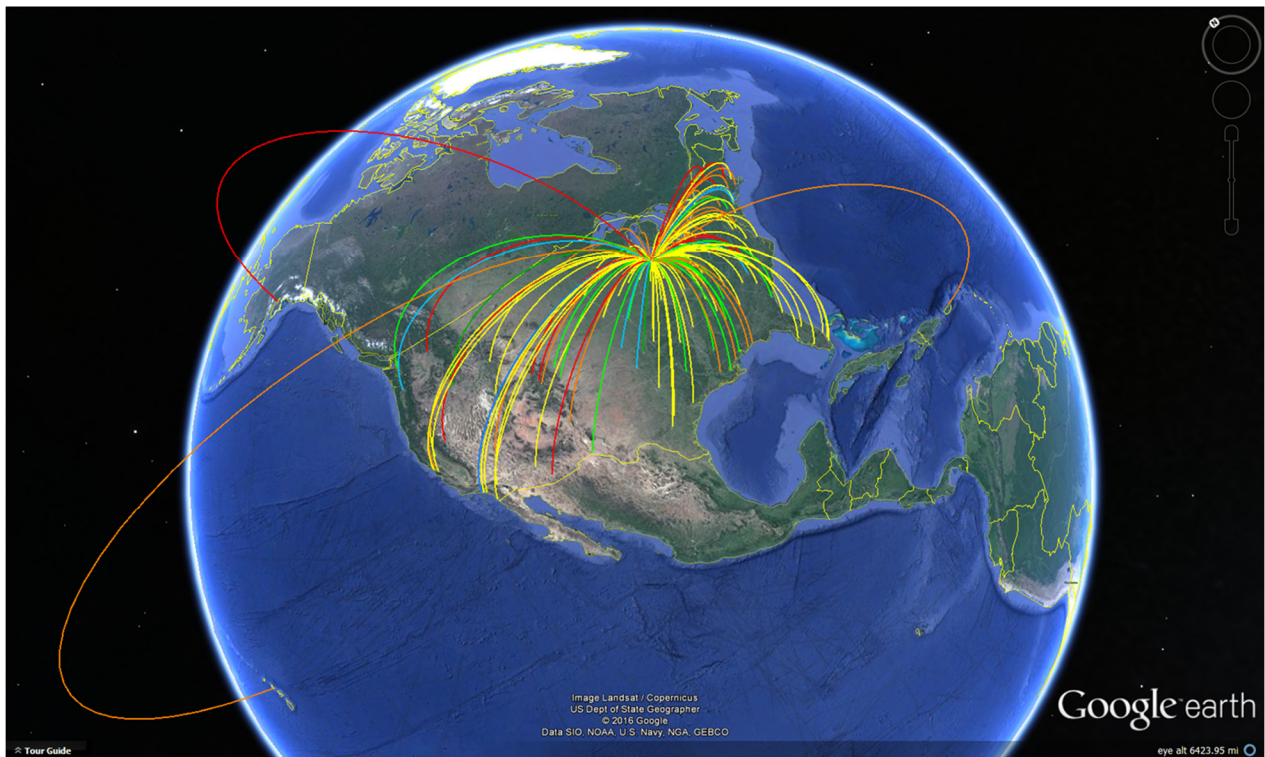 N
Image Landsat / Copernicus
US Dept of State Geographer
© 2016 Google
Data SIO, NOAA, U.S. Navy, NGA, GEBCO
Google earth
Tour Guide
eye alt 6423.95 mi